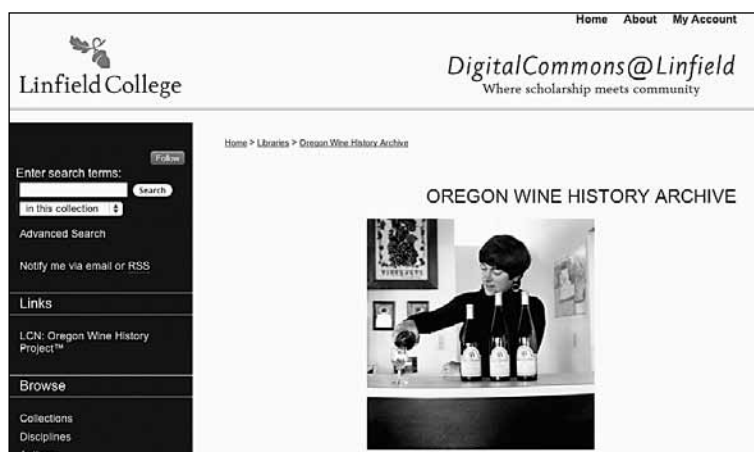 Home About My Account
Linfield College
DigitalCommons@Linfield
Where scholarship meets community
Home > Libraries > Oregon Wine History Archive
Follow
Enter search terms:
Search
in this collection
Advanced Search
Notify me via email or RSS
Links
LCN: Oregon Wine History
Project™
Browse
Collections
Disciplines
OREGON WINE HISTORY ARCHIVE